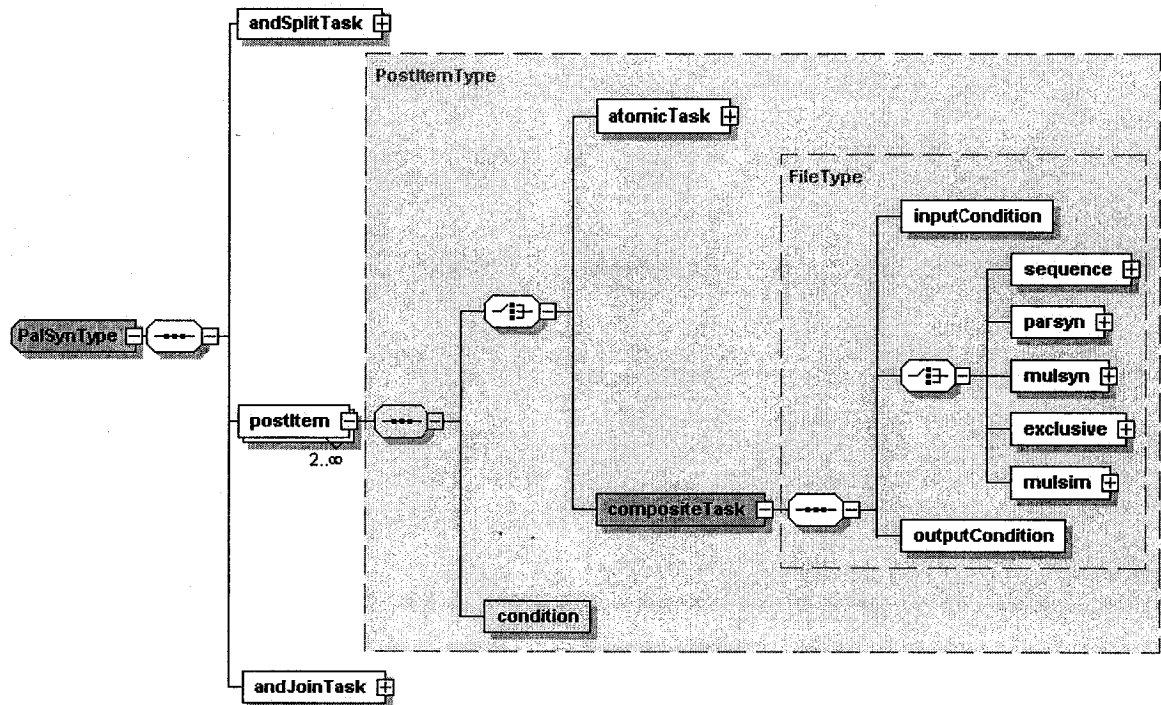 andSplitTask
PostItemType
atomicTask
FileType
inputCondition
sequence
parsyn
PalSynType
mulsyn
postItem
exclusive
2..∞
mulsim
compositeTask
outputCondition
condition
andJoinTask